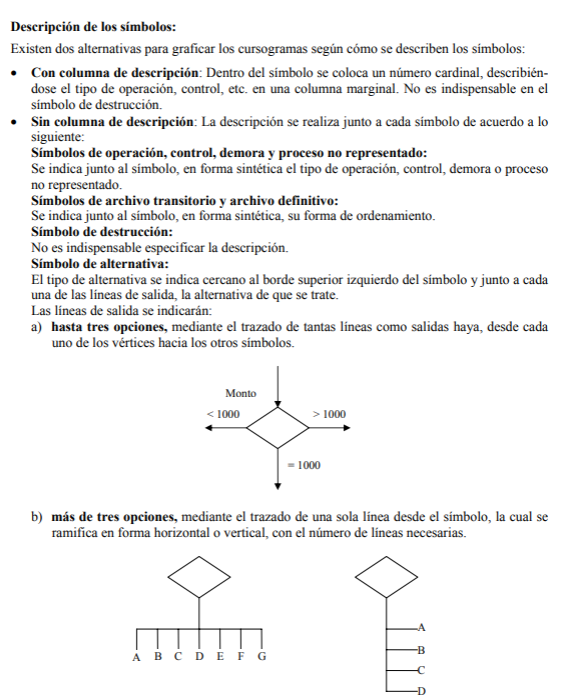 Descripción de los símbolos:
Existen dos alternativas para graficar los cursogramas según cómo se describen los símbolos:
• Con columna de descripción: Dentro del símbolo se coloca un número cardinal, describién-
dose el tipo de operación, control, etc. en una columna marginal. No es indispensable en el
símbolo de destrucción.
• Sin columna de descripción: La descripción se realiza junto a cada símbolo de acuerdo a lo
siguiente:
Símbolos de operación, control, demora y proceso no representado:
Se indica junto al símbolo, en forma sintética el tipo de operación, control, demora o proceso
no representado.
Símbolos de archivo transitorio y archivo definitivo:
Se indica junto al símbolo, en forma sintética, su forma de ordenamiento.
Símbolo de destrucción:
No es indispensable especificar la descripción.
Símbolo de alternativa:
El tipo de alternativa se indica cercano al borde superior izquierdo del símbolo y junto a cada
una de las líneas de salida, la alternativa de que se trate.
Las líneas de salida se indicarán:
a) hasta tres opciones, mediante el trazado de tantas líneas como salidas haya, desde cada
uno de los vértices hacia los otros símbolos.
Monto
< 1000 > 1000
= 1000
b) más de tres opciones, mediante el trazado de una sola línea desde el símbolo, la cual se
ramifica en forma horizontal o vertical, con el número de líneas necesarias.
A B C D E F G
A
B
C
D